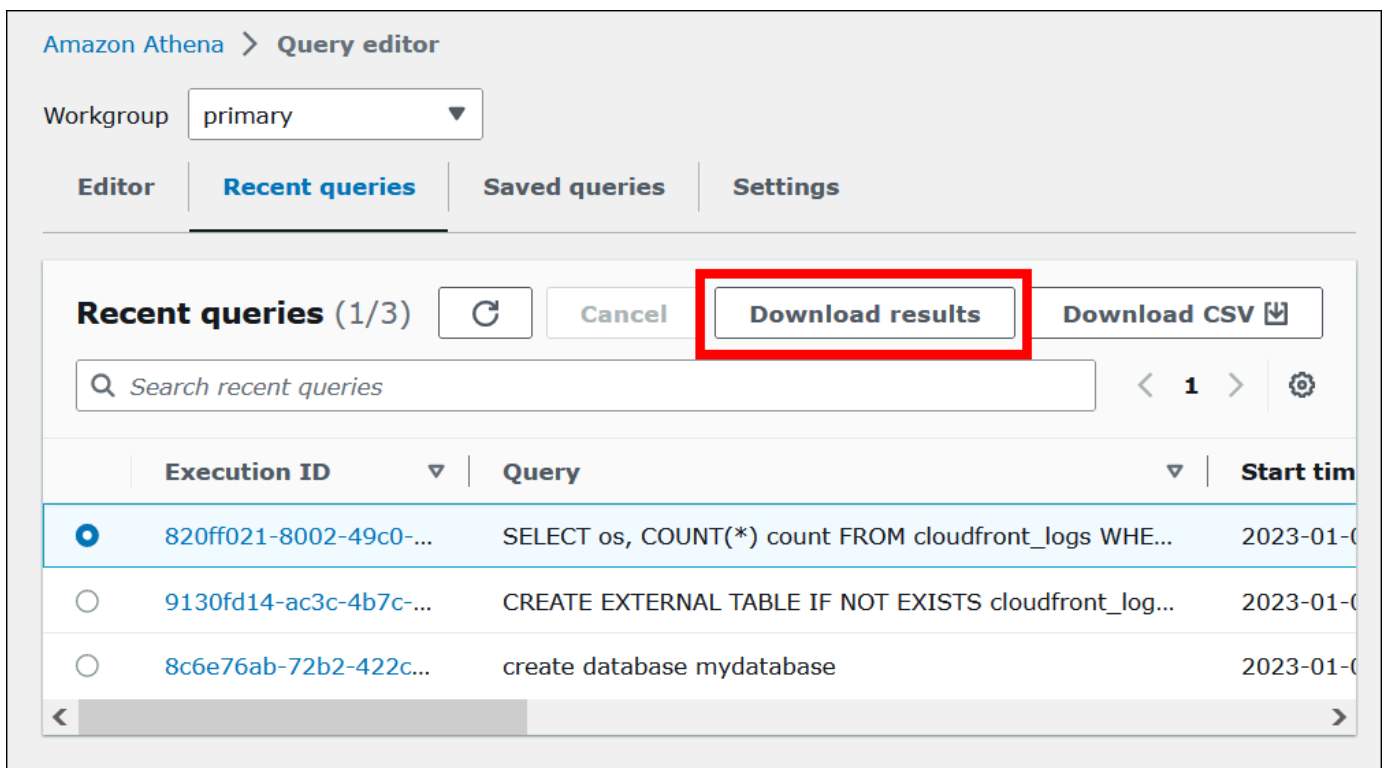 Amazon Athena > Query editor
Workgroup primary
Editor Recent queries Saved queries Settings
Recent queries (1/3) Cancel Download results Download CSV
Search recent queries < 1 >
Execution ID Query Start tim
820ff021-8002-49c0-... SELECT os, COUNT(*) count FROM cloudfront_logs WHE... 2023-01-0
9130fd14-ac3c-4b7c-... CREATE EXTERNAL TABLE IF NOT EXISTS cloudfront_log... 2023-01-0
8c6e76ab-72b2-422c... create database mydatabase 2023-01-0